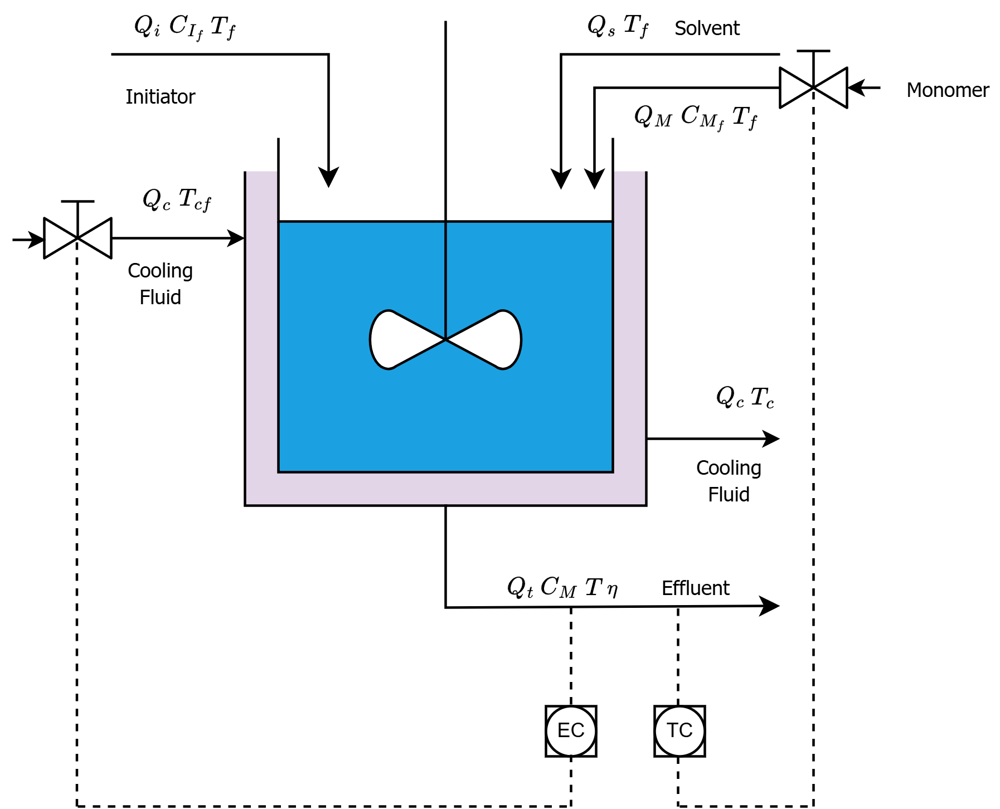 Q_i C_{I_f} T_f
Q_s T_f Solvent
Initiator
Monomer
Q_M C_{M_f} T_f
Q_c T_{cf}
Cooling
Fluid
Q_c T_c
Cooling
Fluid
Q_t C_M T η Effluent
EC
TC